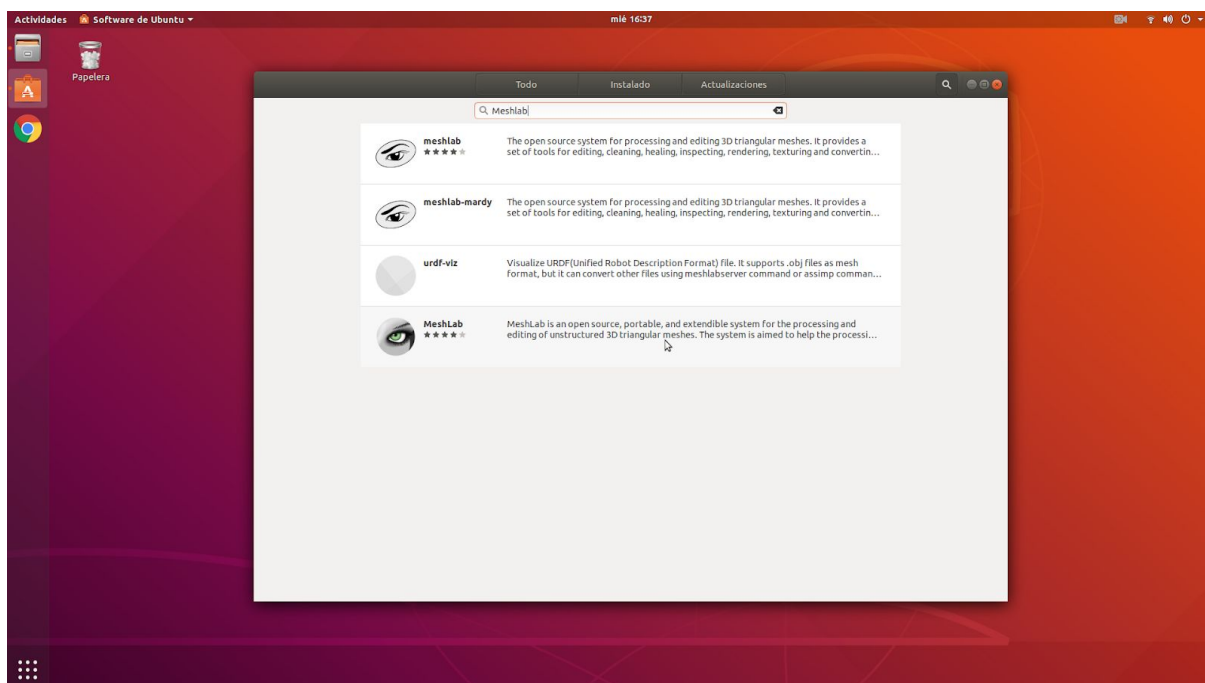 Actividades Software de Ubuntu mié 16:37
Papelera
Todo Instalado Actualizaciones
Meshlab
meshlab
The open source system for processing and editing 3D triangular meshes. It provides a
set of tools for editing, cleaning, healing, inspecting, rendering, texturing and convertin...
meshlab-mardy
The open source system for processing and editing 3D triangular meshes. It provides a
set of tools for editing, cleaning, healing, inspecting, rendering, texturing and convertin...
urdf-viz
Visualize URDF(Unified Robot Description Format) file. It supports .obj files as mesh
format, but it can convert other files using meshlabserver command or assimp comman...
MeshLab
MeshLab is an open source, portable, and extendible system for the processing and
editing of unstructured 3D triangular meshes. The system is aimed to help the processi...